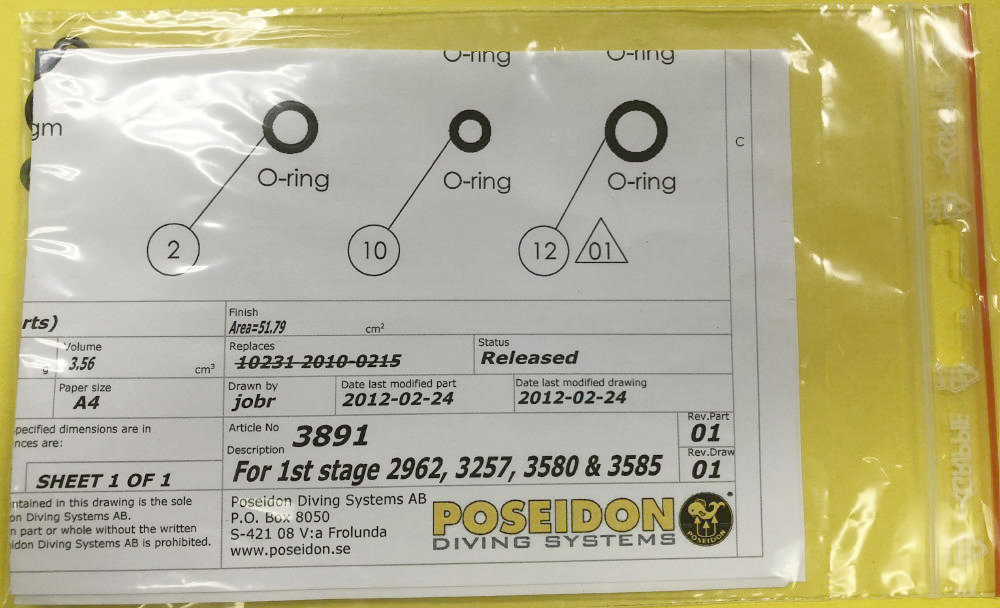 O-ring O-ring
gm
O-ring O-ring O-ring
2 10 12 01
C
rts)
Finish
Area=51.79 cm²
Volume
g 3.56 cm³
Replaces
10231 2010-0215
Status
Released
Paper size
A4
Drawn by
jobr
Date last modified part
2012-02-24
Date last modified drawing
2012-02-24
pecified dimensions are in
nces are:
Article No 3891
Rev.Part
01
Description
For 1st stage 2962, 3257, 3580 & 3585
Rev.Draw
01
SHEET 1 OF 1
ntained in this drawing is the sole
on Diving Systems AB.
n part or whole without the written
eidon Diving Systems AB is prohibited.
Poseidon Diving Systems AB
P.O. Box 8050
S-421 08 V:a Frolunda
www.poseidon.se
POSEIDON
DIVING SYSTEMS
POSEIDON